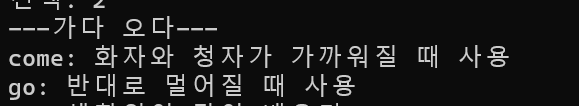 ---가다 오다---
come: 화자와 청자가 가까워질 때 사용
go: 반대로 멀어질 때 사용